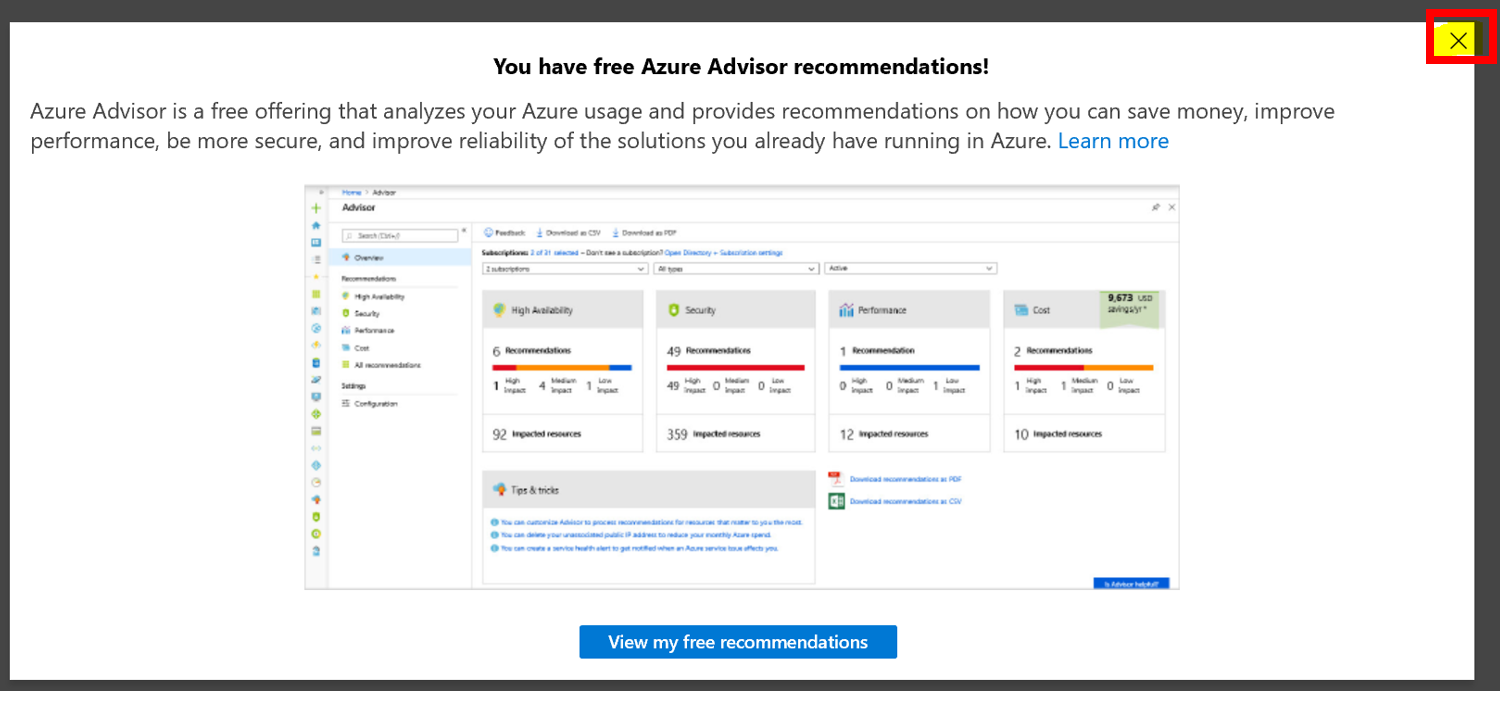 You have free Azure Advisor recommendations!
Azure Advisor is a free offering that analyzes your Azure usage and provides recommendations on how you can save money, improve
performance, be more secure, and improve reliability of the solutions you already have running in Azure. Learn more
Home > Advisor
Advisor
Search (Ctrl+/)
Overview
Recommendations
High Availability
Security
Performance
Cost
All recommendations
Settings
Configuration
Feedback Download as CSV Download as PDF
Subscriptions: 2 of 21 selected – Don't see a subscription? Open Directory + Subscription settings
2 subscriptions All types Active
High Availability
6 Recommendations
1 High Impact 4 Medium Impact 1 Low Impact
92 Impacted resources
Security
49 Recommendations
49 High Impact 0 Medium Impact 0 Low Impact
359 Impacted resources
Performance
1 Recommendation
0 High Impact 0 Medium Impact 1 Low Impact
12 Impacted resources
Cost
9,673 USD
savings/yr *
2 Recommendations
1 High Impact 1 Medium Impact 0 Low Impact
10 Impacted resources
Tips & tricks
You can customize Advisor to process recommendations for resources that matter to you the most.
You can delete your unassociated public IP address to reduce your monthly Azure spend.
You can create a service health alert to get notified when an Azure service issue affects you.
Download recommendations as PDF
Download recommendations as CSV
Is Advisor helpful?
View my free recommendations